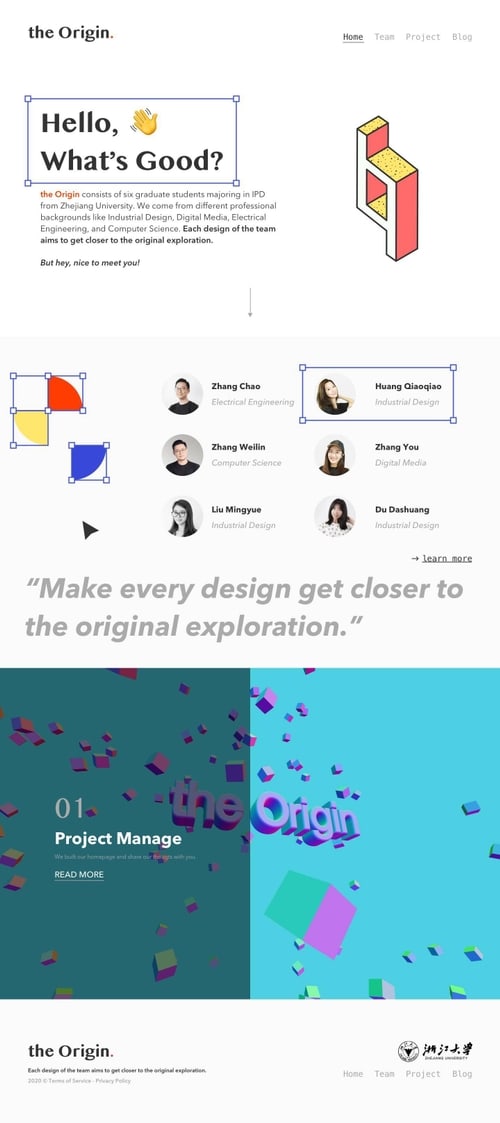 the Origin.
Home Team Project Blog
Hello, 👋
What's Good?
the Origin consists of six graduate students majoring in IPD
from Zhejiang University. We come from different professional
backgrounds like Industrial Design, Digital Media, Electrical
Engineering, and Computer Science. Each design of the team
aims to get closer to the original exploration.
But hey, nice to meet you!
Zhang Chao
Electrical Engineering
Huang Qiaoqiao
Industrial Design
Zhang Weilin
Computer Science
Zhang You
Digital Media
Liu Mingyue
Industrial Design
Du Dashuang
Industrial Design
→ learn more
“Make every design get closer to
the original exploration.”
the Origin
01
Project Manage
We built our homepage and share our thoughts with you
READ MORE
the Origin.
浙江大学
ZHEJIANG UNIVERSITY
Each design of the team aims to get closer to the original exploration.
2020 © Terms of Service - Privacy Policy
Home Team Project Blog